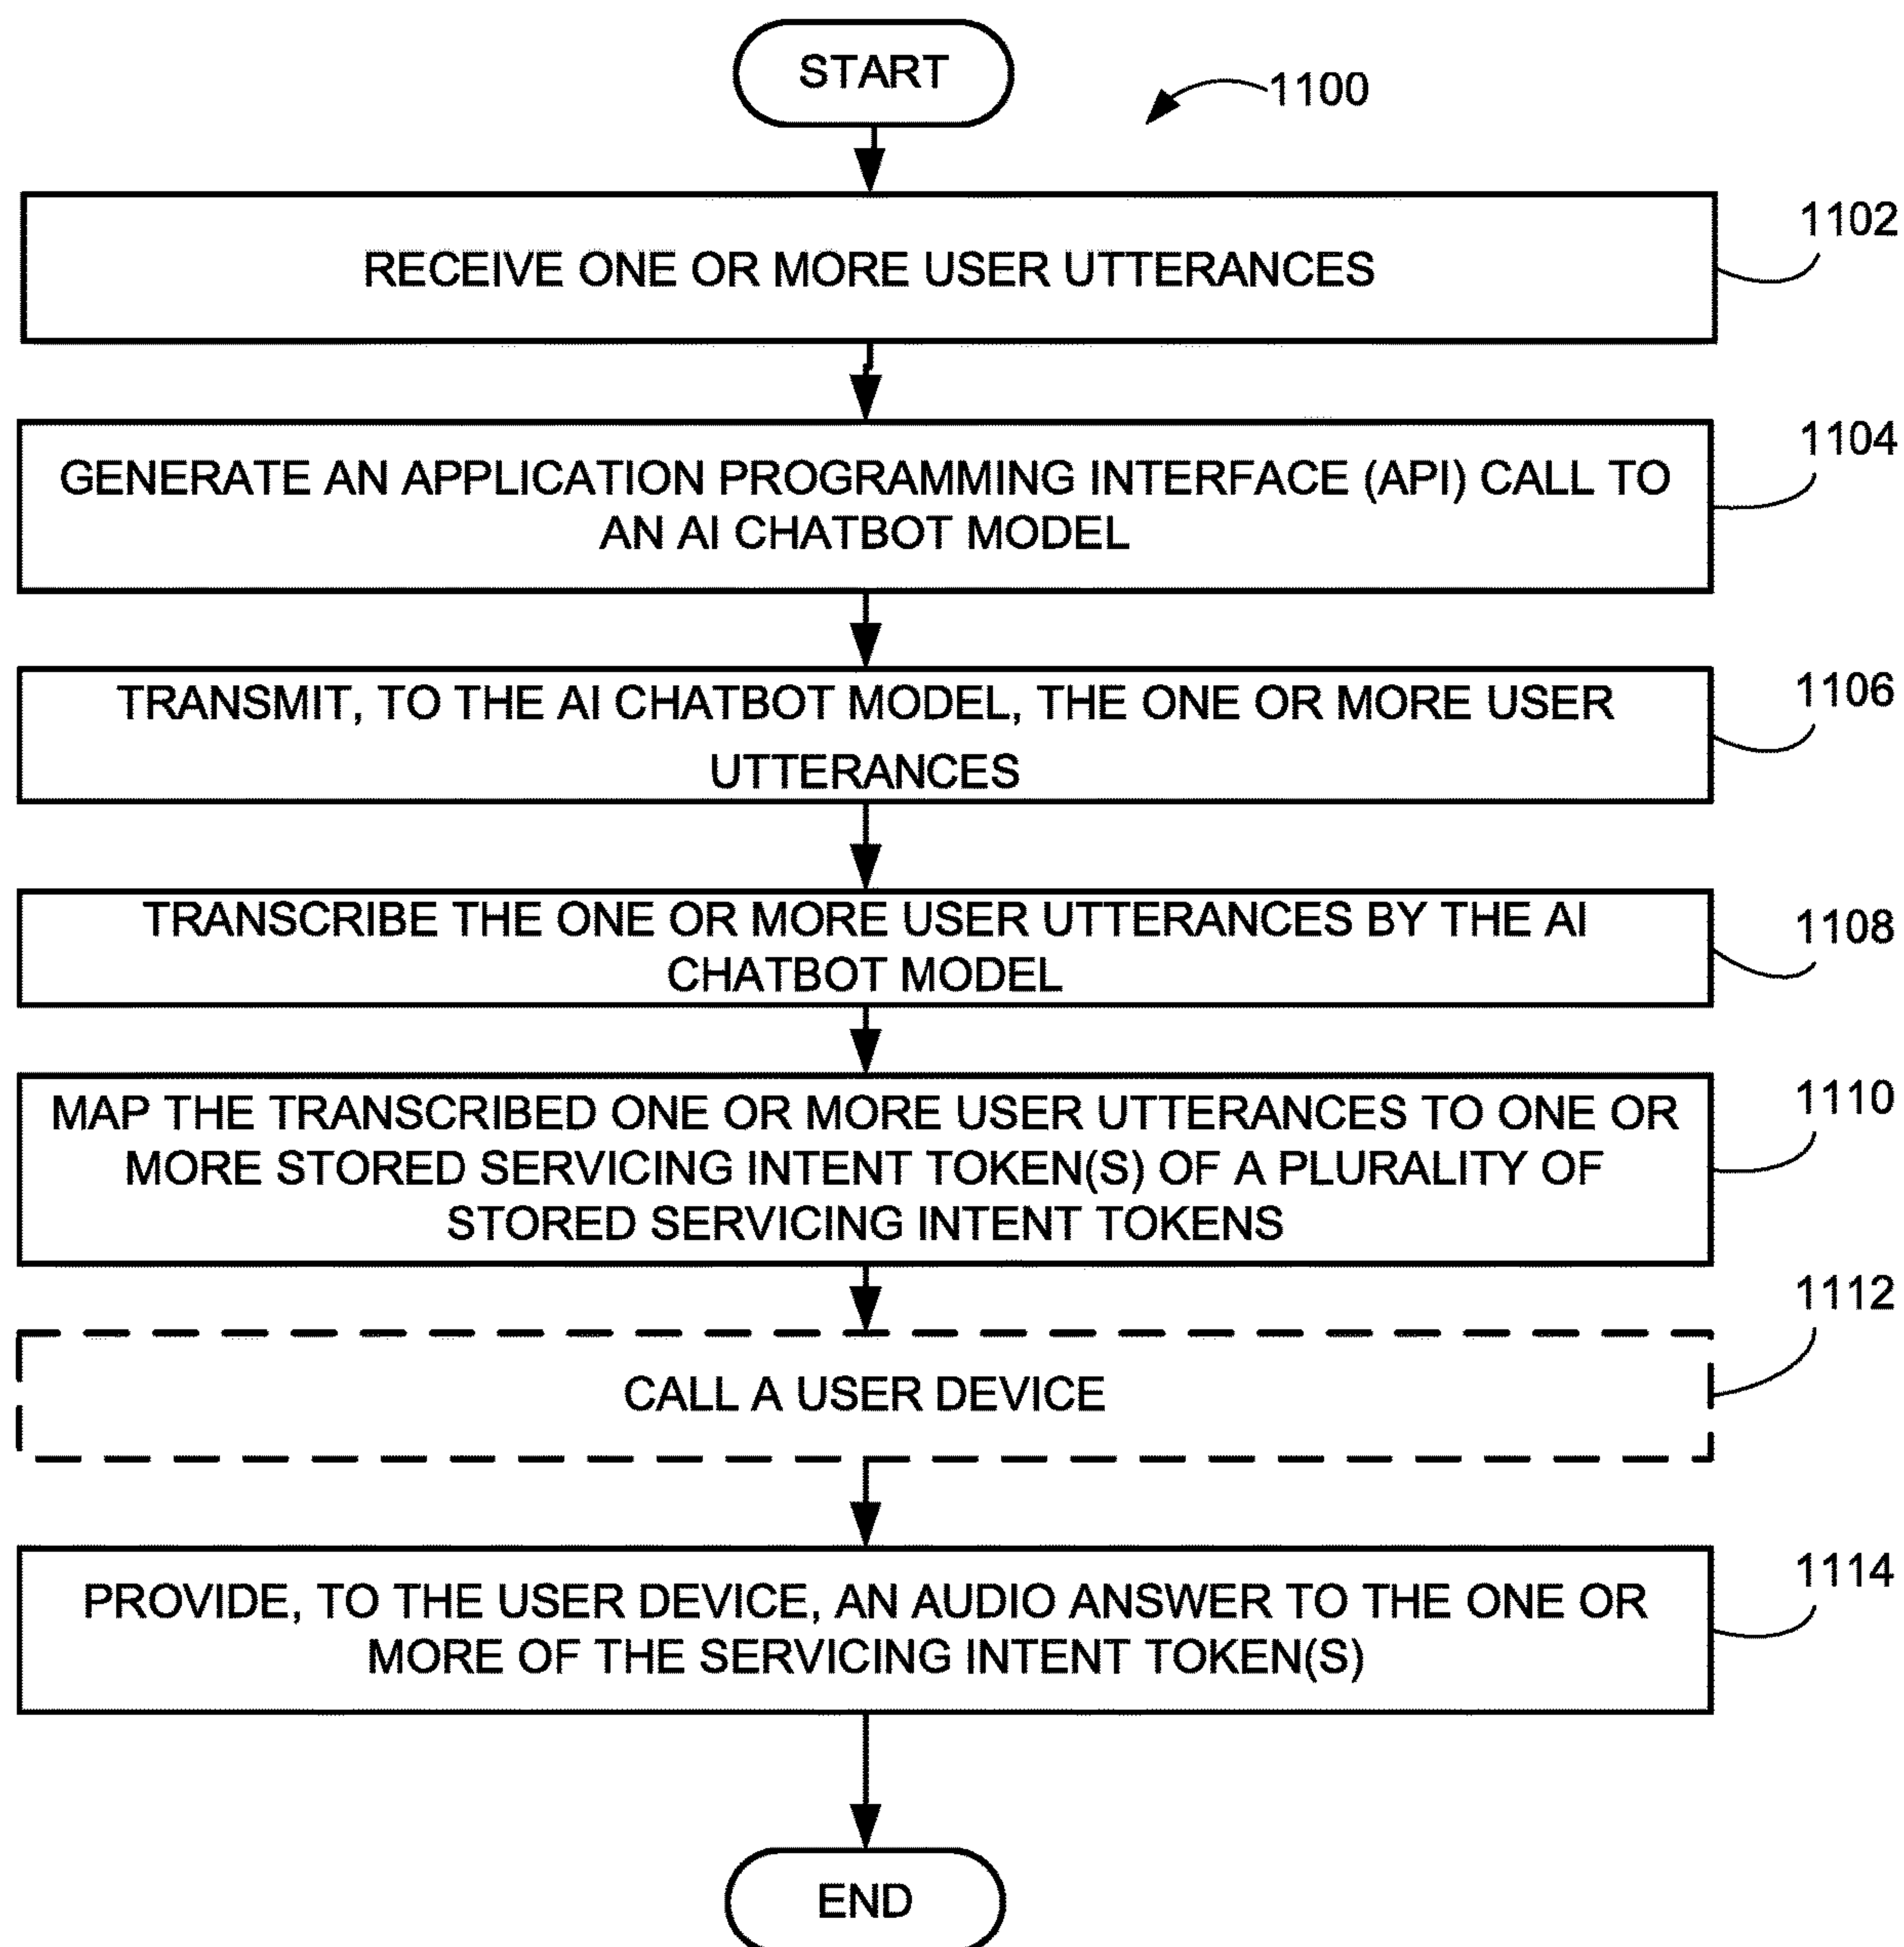 START
1100
RECEIVE ONE OR MORE USER UTTERANCES
1102
GENERATE AN APPLICATION PROGRAMMING INTERFACE (API) CALL TO
AN AI CHATBOT MODEL
1104
TRANSMIT, TO THE AI CHATBOT MODEL, THE ONE OR MORE USER
UTTERANCES
1106
TRANSCRIBE THE ONE OR MORE USER UTTERANCES BY THE AI
CHATBOT MODEL
1108
MAP THE TRANSCRIBED ONE OR MORE USER UTTERANCES TO ONE OR
MORE STORED SERVICING INTENT TOKEN(S) OF A PLURALITY OF
STORED SERVICING INTENT TOKENS
1110
CALL A USER DEVICE
1112
PROVIDE, TO THE USER DEVICE, AN AUDIO ANSWER TO THE ONE OR
MORE OF THE SERVICING INTENT TOKEN(S)
1114
END